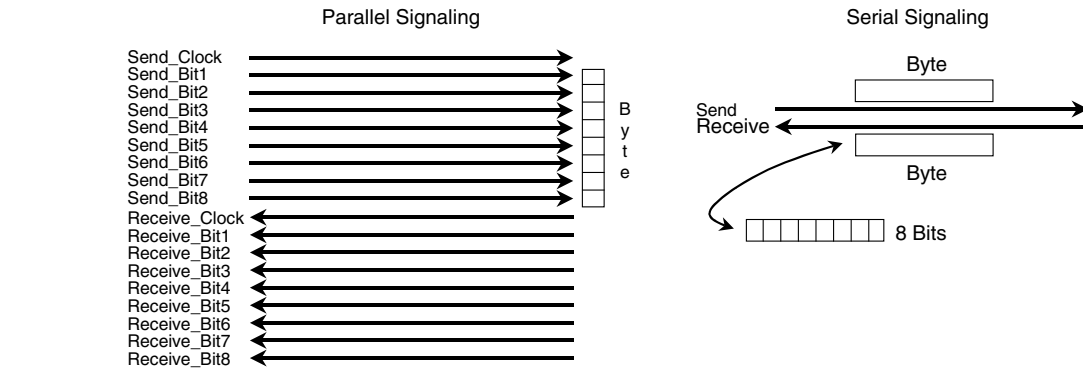 Parallel Signaling
Send_Clock
Send_Bit1
Send_Bit2
Send_Bit3
Send_Bit4
Send_Bit5
Send_Bit6
Send_Bit7
Send_Bit8
Receive_Clock
Receive_Bit1
Receive_Bit2
Receive_Bit3
Receive_Bit4
Receive_Bit5
Receive_Bit6
Receive_Bit7
Receive_Bit8
B
y
t
e
Serial Signaling
Byte
Send
Receive
Byte
8 Bits